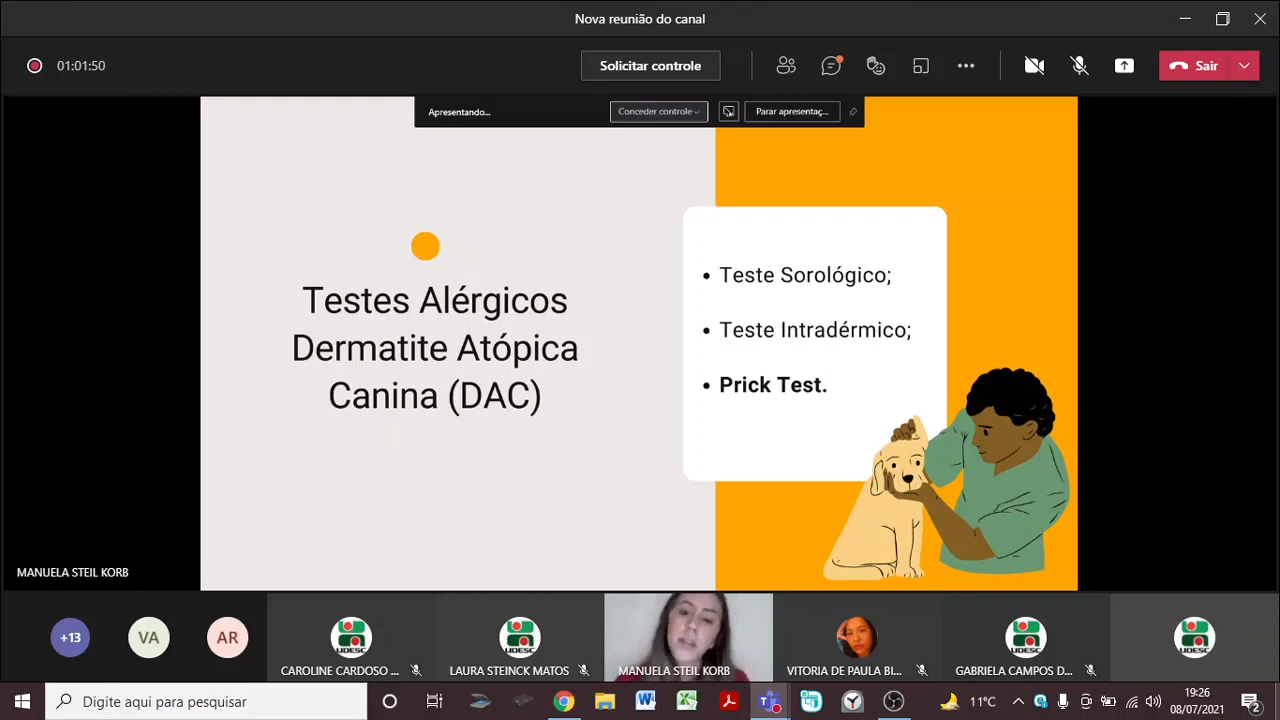 Nova reunião do canal
01:01:50
Solicitar controle
Sair
Apresentando...
Conceder controle
Parar apresentaç...
Testes Alérgicos
Dermatite Atópica
Canina (DAC)
• Teste Sorológico;
• Teste Intradérmico;
• Prick Test.
MANUELA STEIL KORB
+13
VA
AR
UDESC
CAROLINE CARDOSO ...
UDESC
LAURA STEINCK MATOS
MANUELA STEIL KORB
VITORIA DE PAULA BI...
UDESC
GABRIELA CAMPOS D...
UDESC
Digite aqui para pesquisar
11°C
19:26
08/07/2021
2